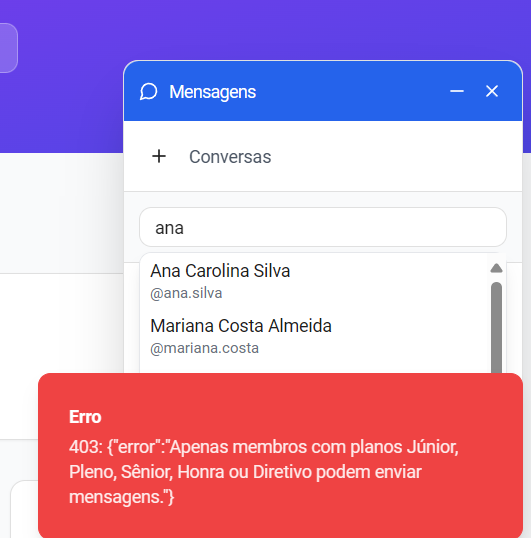 Mensagens
Conversas
ana
Ana Carolina Silva
@ana.silva
Mariana Costa Almeida
@mariana.costa
Erro
403: {"error":"Apenas membros com planos Júnior,
Pleno, Sênior, Honra ou Diretivo podem enviar
mensagens."}